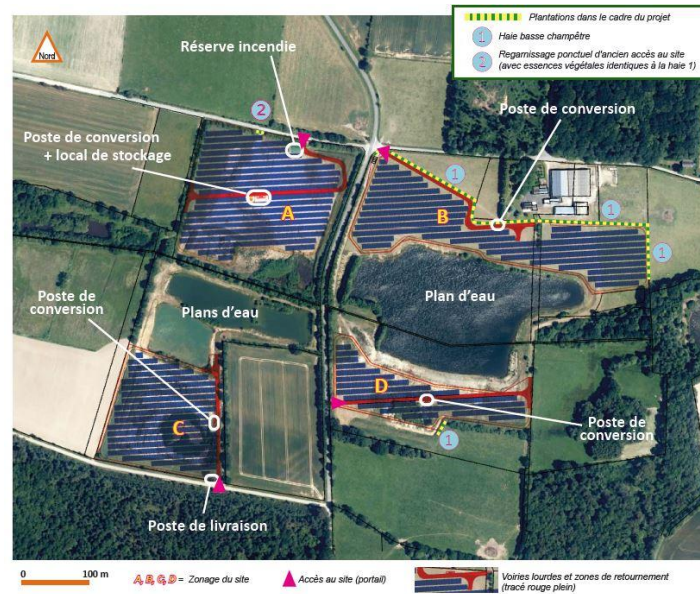 Plantations dans le cadre du projet
1 Haie basse champêtre
1 Regarnissage ponctuel d'ancien accès au site
(avec essences végétales identiques à la haie 1)
Nord
Réserve incendie
2
Poste de conversion
Poste de conversion
+ local de stockage
1
A
B
1
1
Poste de
conversion
Plans d'eau
Plan d'eau
D
C
Poste de
conversion
1
Poste de livraison
0 100 m
A,B,C,D = Zonage du site
Accès au site (portail)
Voiries lourdes et zones de retournement
(tracé rouge plein)